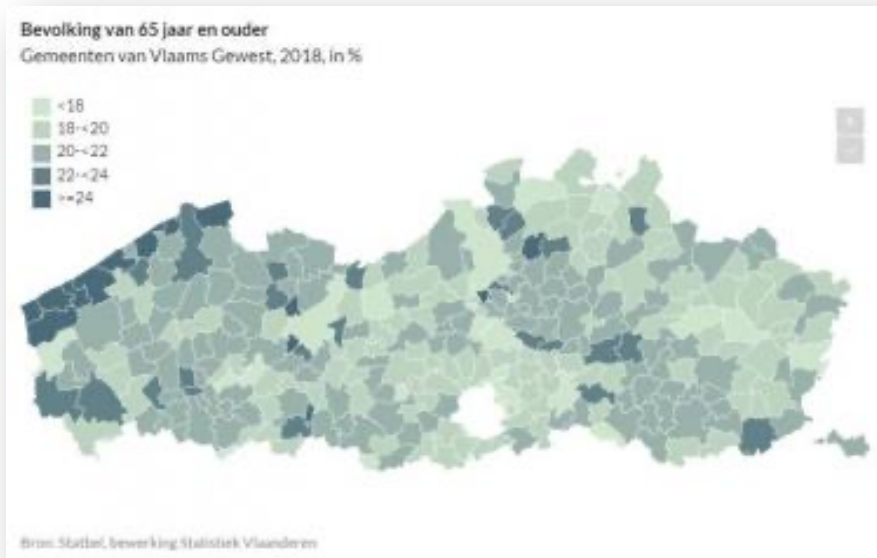 Bevolking van 65 jaar en ouder
Gemeenten van Vlaams Gewest, 2018, in %
<18
18-<20
20-<22
22-<24
>=24
Bron: Statbel, bewerking Statistiek Vlaanderen